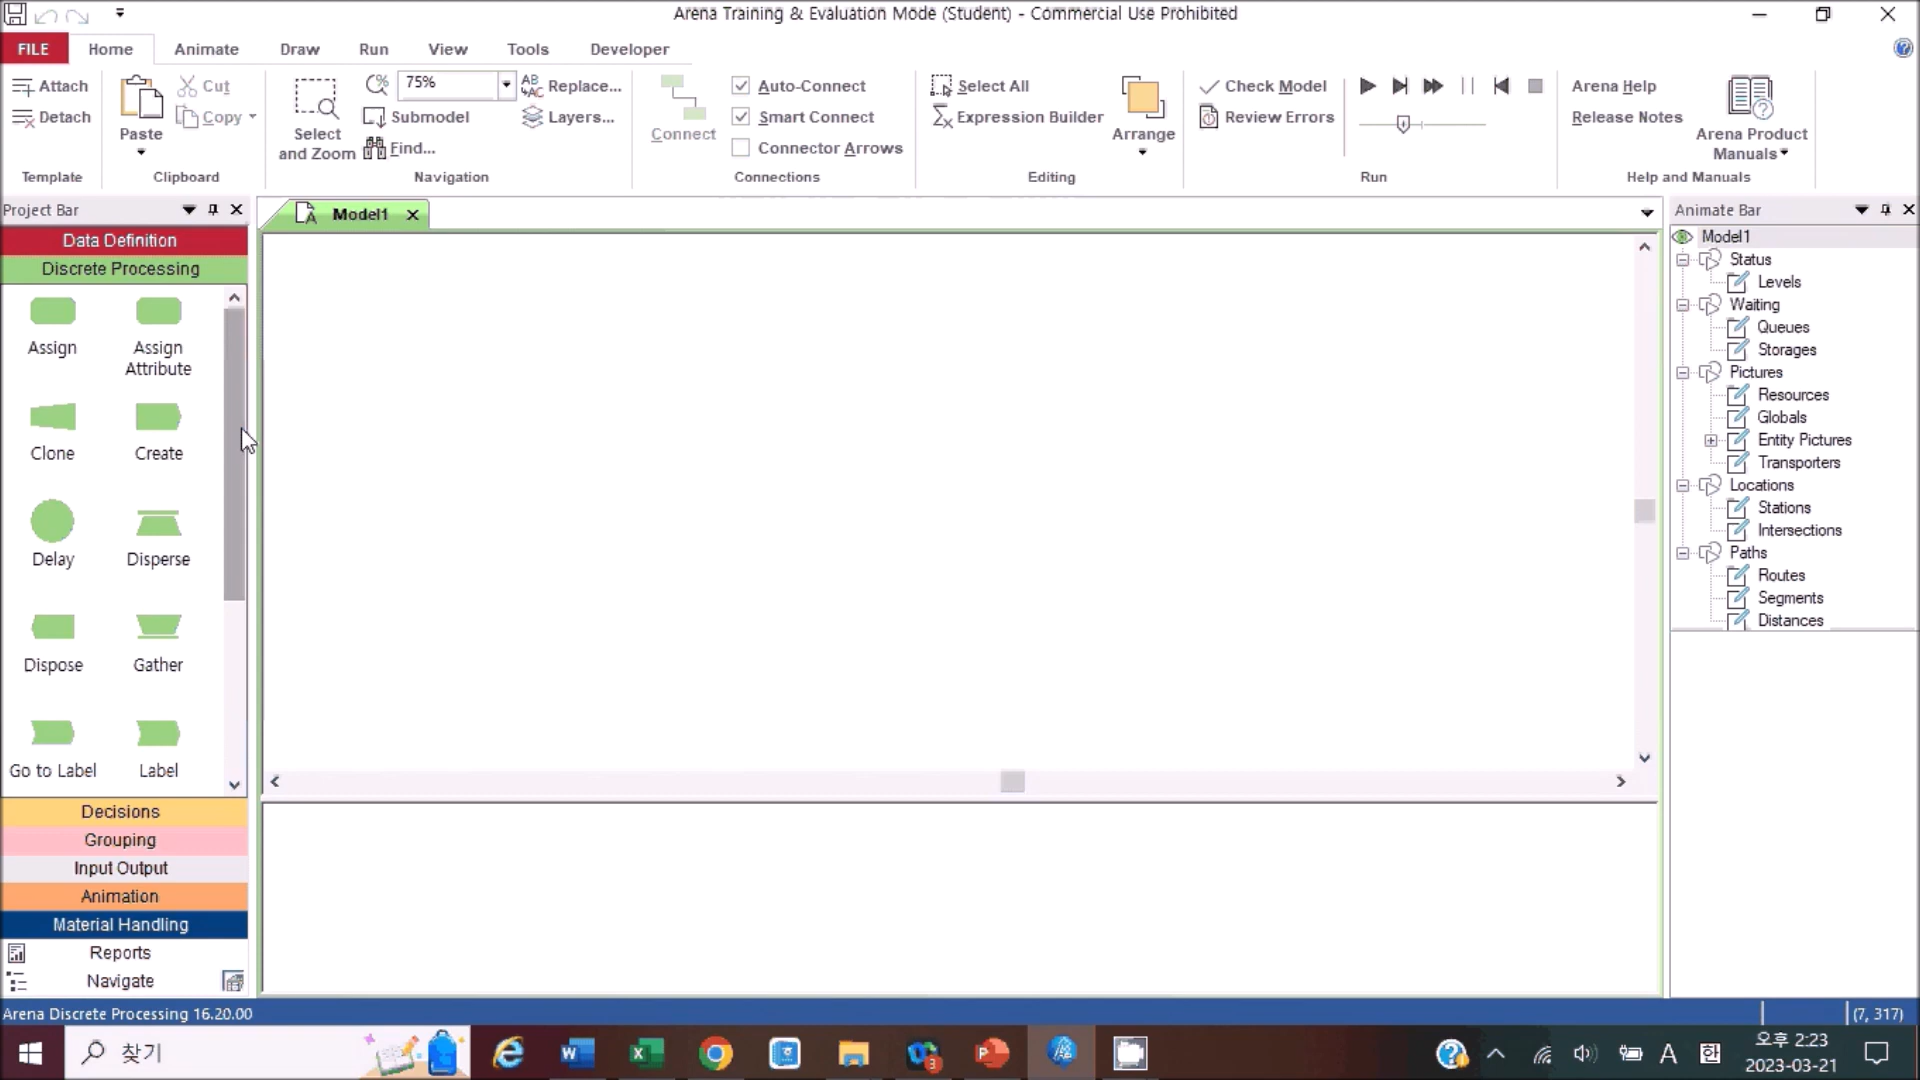 Arena Training & Evaluation Mode (Student) - Commercial Use Prohibited
FILE Home Animate Draw Run View Tools Developer
Attach
Detach
Template
Paste
Cut
Copy
Clipboard
Select
and Zoom
75%
Submodel
Find...
Replace...
Layers...
Navigation
Connect
Auto-Connect
Smart Connect
Connector Arrows
Connections
Select All
Expression Builder
Arrange
Editing
Check Model
Review Errors
Run
Arena Help
Release Notes
Arena Product
Manuals
Help and Manuals
Project Bar
Data Definition
Discrete Processing
Assign
Assign
Attribute
Clone
Create
Delay
Disperse
Dispose
Gather
Go to Label
Label
Decisions
Grouping
Input Output
Animation
Material Handling
Reports
Navigate
Model1
Animate Bar
Model1
Status
Levels
Waiting
Queues
Storages
Pictures
Resources
Globals
Entity Pictures
Transporters
Locations
Stations
Intersections
Paths
Routes
Segments
Distances
Arena Discrete Processing 16.20.00
(7, 317)
찾기
3
A
한
오후 2:23
2023-03-21